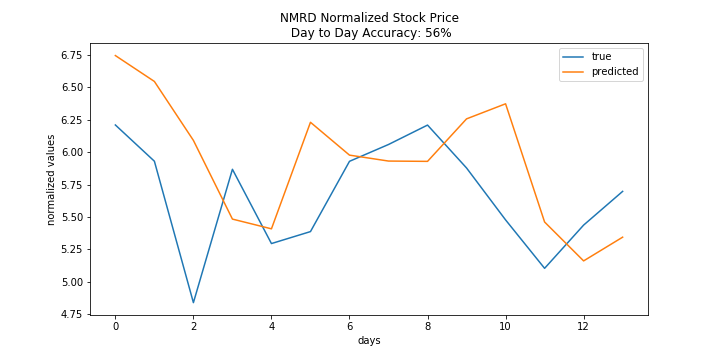 NMRD Normalized Stock Price
Day to Day Accuracy: 56%
true
predicted
normalized values
6.75
6.50
6.25
6.00
5.75
5.50
5.25
5.00
4.75
0 2 4 6 8 10 12
days